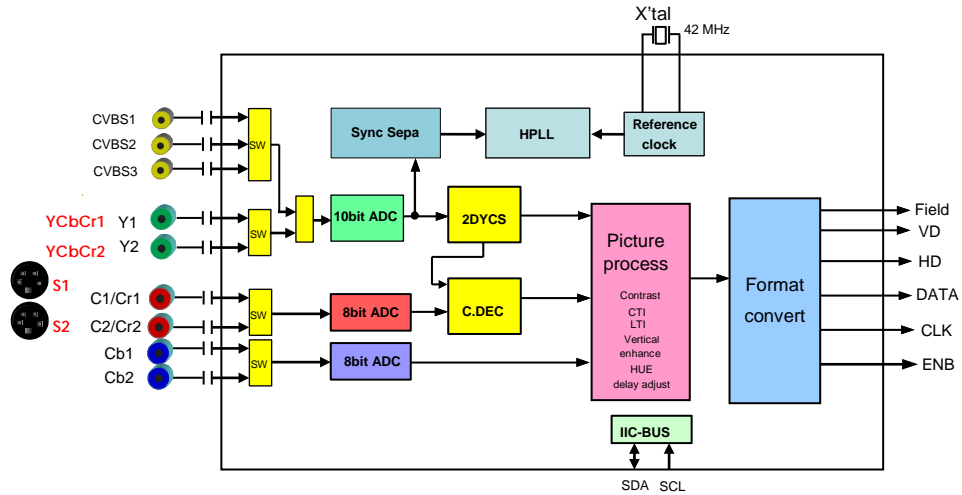 X'tal
42 MHz
CVBS1
CVBS2
CVBS3
SW
Sync Sepa
HPLL
Reference
clock
YCbCr1
Y1
YCbCr2
Y2
SW
10bit ADC
2DYCS
S1
S2
C1/Cr1
C2/Cr2
Cb1
Cb2
SW
SW
8bit ADC
8bit ADC
C.DEC
Picture
process
Contrast
CTI
LTI
Vertical
enhance
HUE
delay adjust
Format
convert
Field
VD
HD
DATA
CLK
ENB
IIC-BUS
SDA
SCL